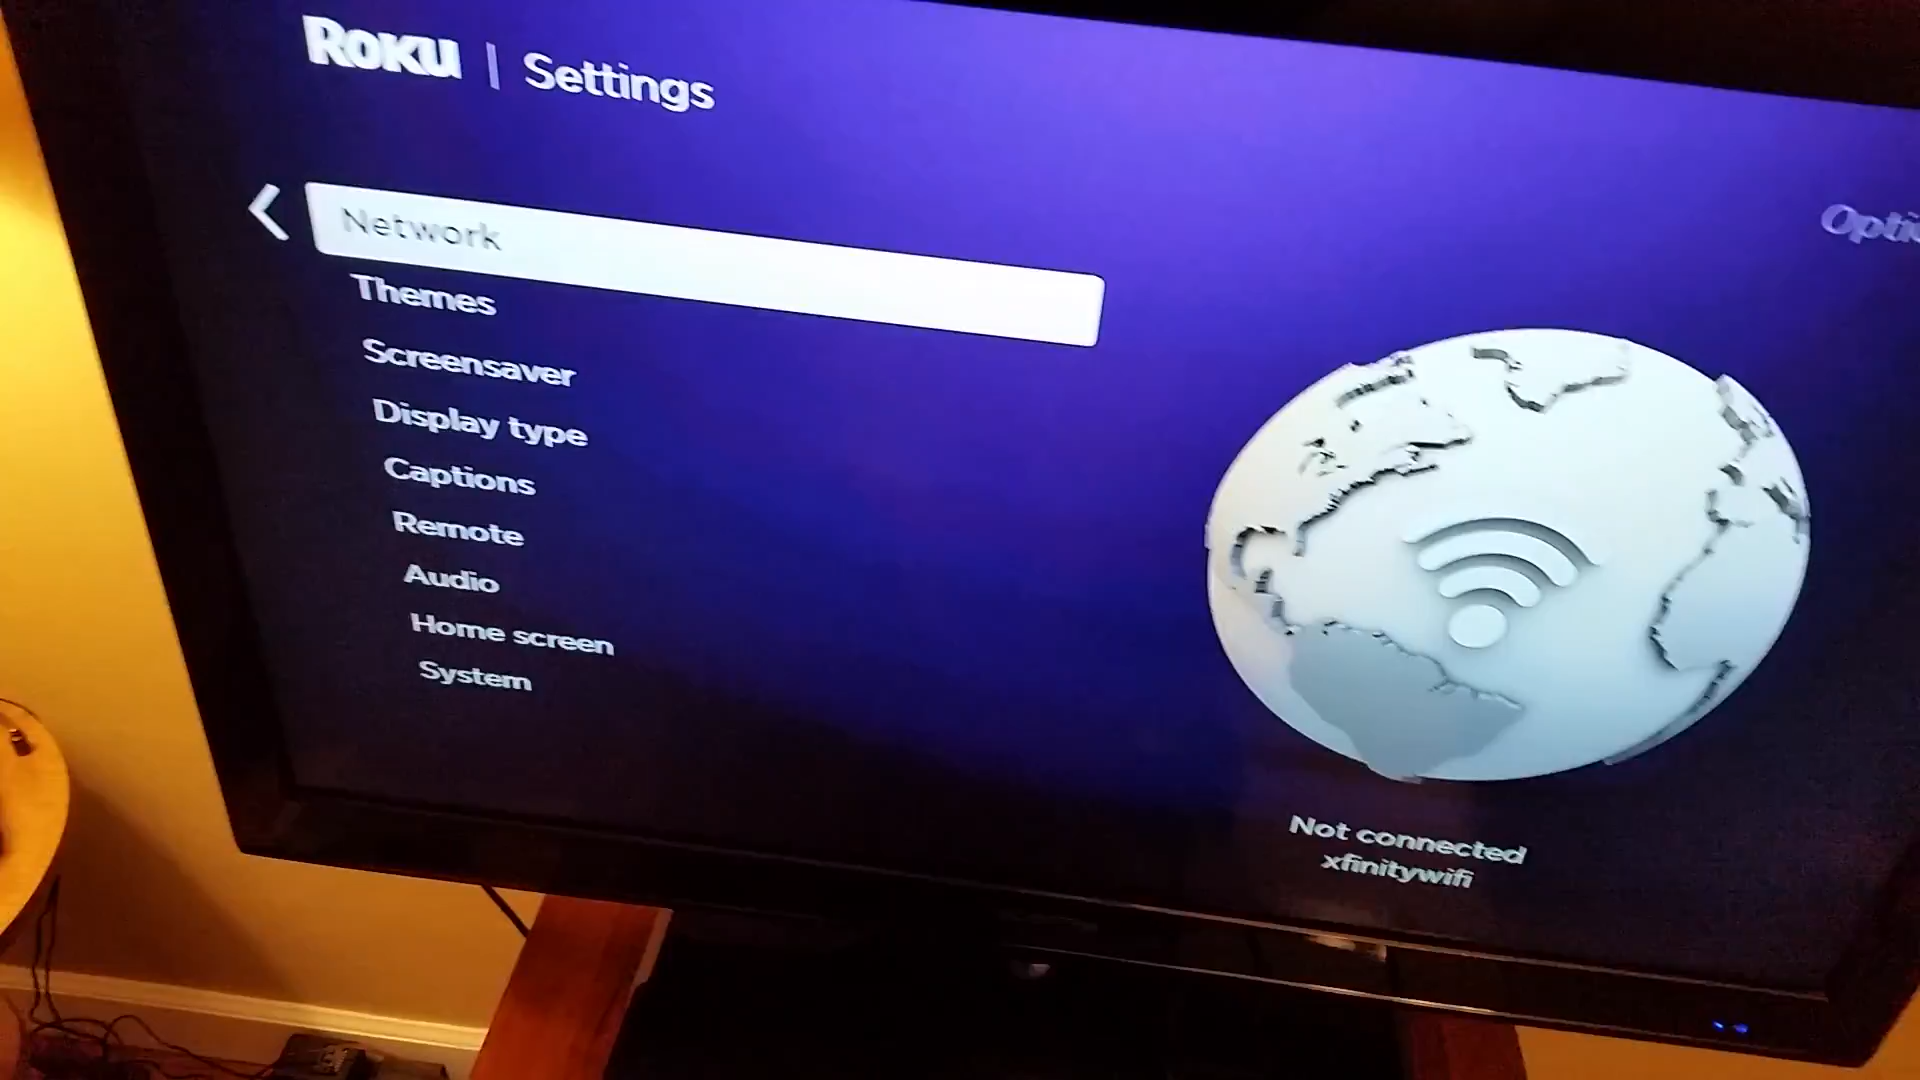 Roku | Settings
Network
Themes
Screensaver
Display type
Captions
Remote
Audio
Home screen
System
Not connected
xfinitywifi